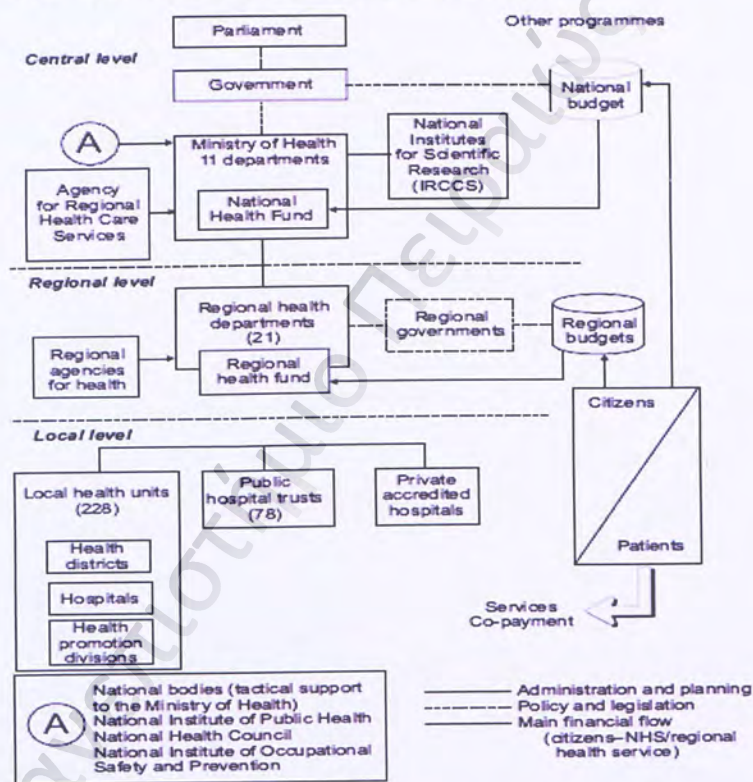 Other programmes
Parliament
Central level
Government
National
budget
A
Ministry of Health
11 departments
National
Institutes
for Scientific
Research
(IRCCS)
Agency
for Regional
Health Care
Services
National
Health Fund
Regional level
Regional health
departments
(21)
Regional
governments
Regional
budgets
Regional
agencies
for health
Regional
health fund
Citizens
Local level
Local health units
(228)
Public
hospital trusts
(78)
Private
accredited
hospitals
Health
districts
Patients
Hospitals
Services
Co-payment
Health
promotion
divisions
A
National bodies (tactical support
to the Ministry of Health)
National Institute of Public Health
National Health Council
National Institute of Occupational
Safety and Prevention
Administration and planning
Policy and legislation
Main financial flow
(citizens–NHS/regional
health service)
Πανεπιστήμιο Πειραιώς